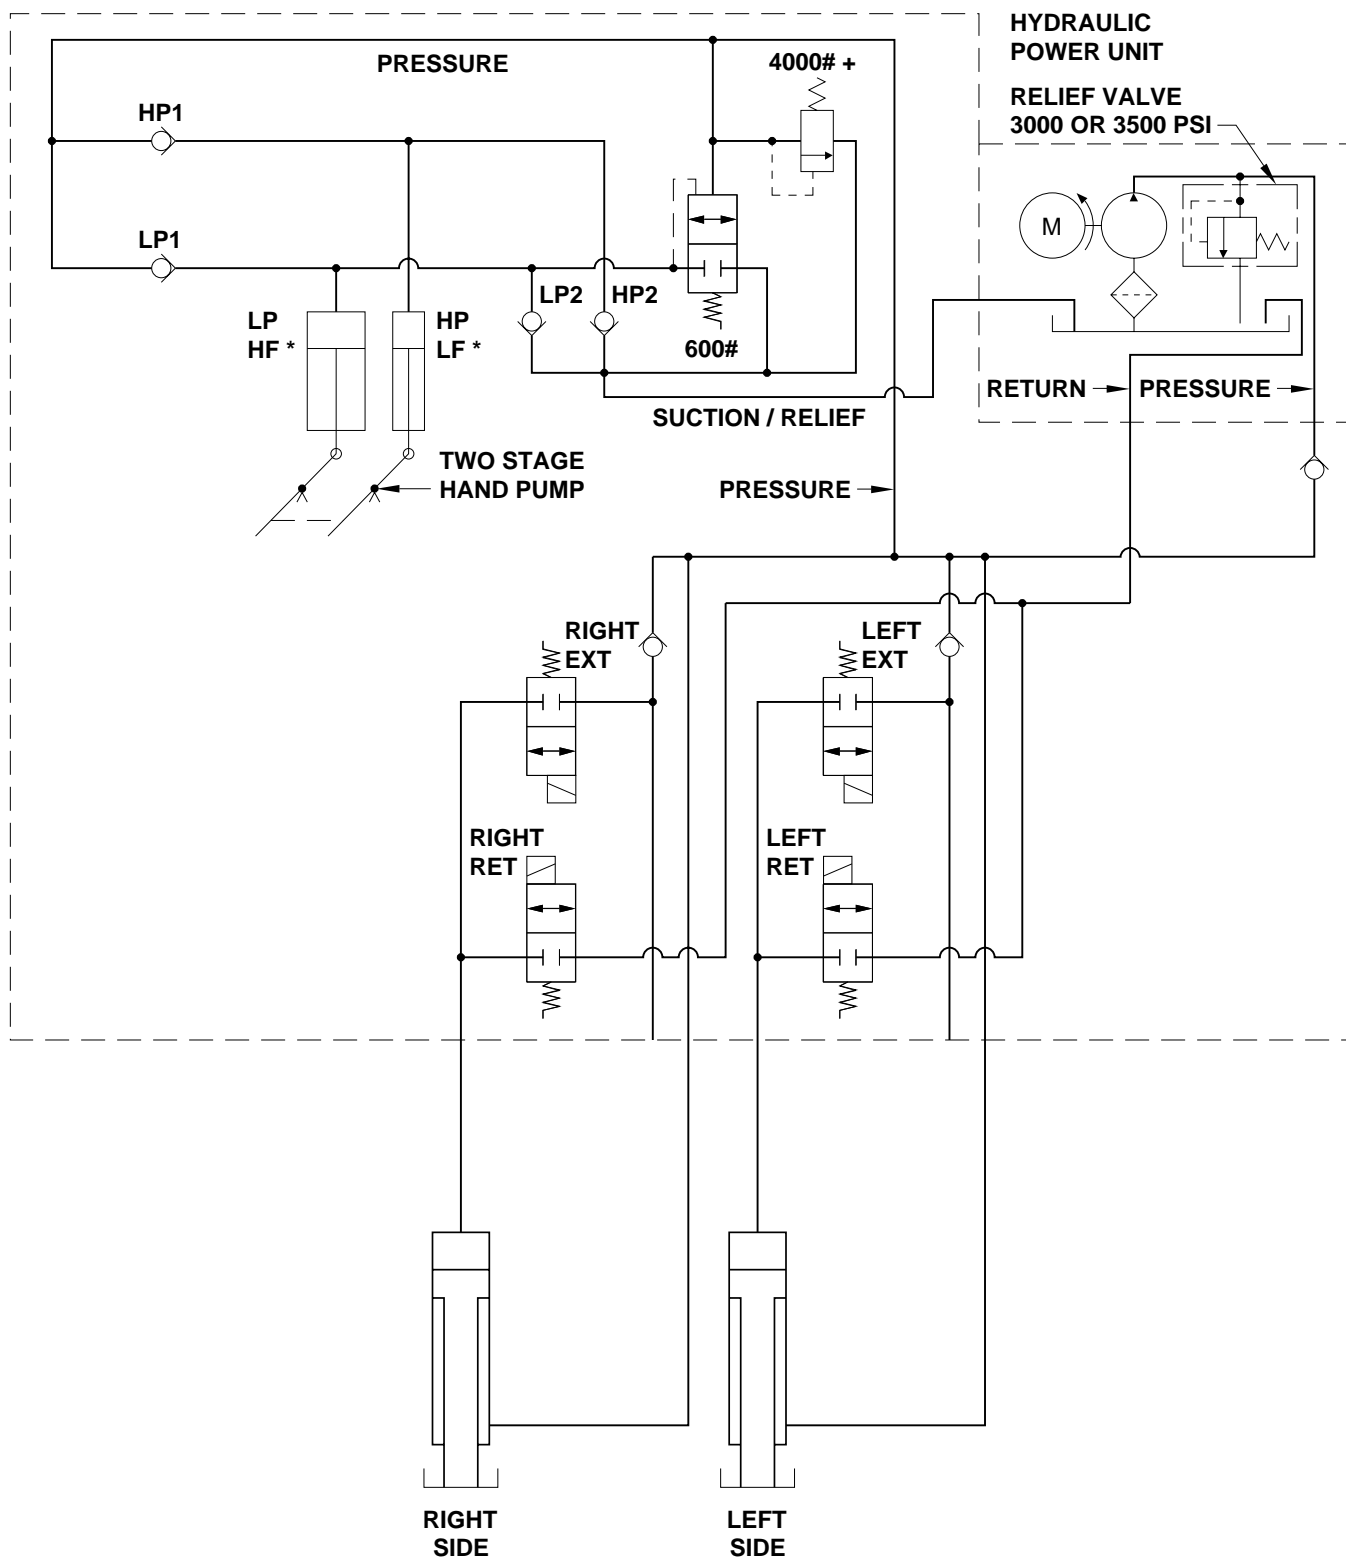 HYDRAULIC
POWER UNIT
PRESSURE
4000# +
RELIEF VALVE
3000 OR 3500 PSI
HP1
M
LP1
LP2
HP2
LP
HF *
HP
LF *
600#
RETURN
PRESSURE
SUCTION / RELIEF
TWO STAGE
HAND PUMP
PRESSURE
RIGHT
EXT
LEFT
EXT
RIGHT
RET
LEFT
RET
RIGHT
SIDE
LEFT
SIDE